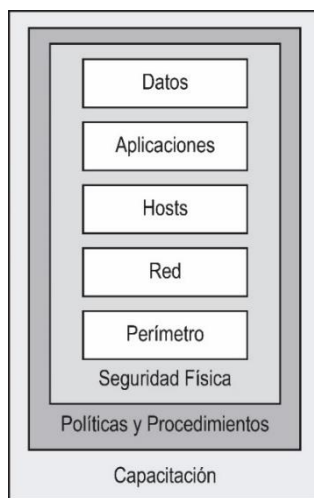 Datos
Aplicaciones
Hosts
Red
Perímetro
Seguridad Física
Políticas y Procedimientos
Capacitación